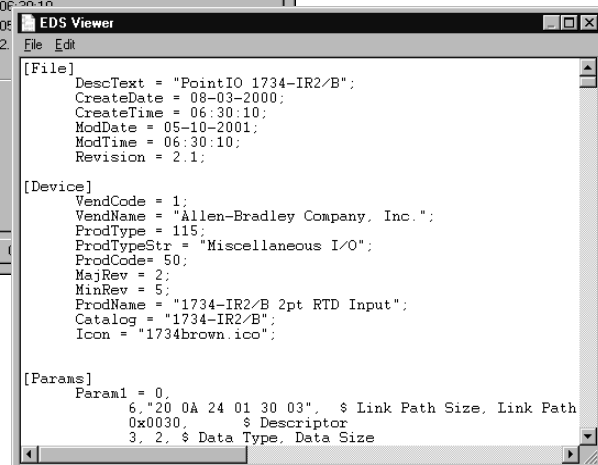 06:30:10
EDS Viewer
File Edit
2.
[File]
DescText = "PointIO 1734-IR2/B";
CreateDate = 08-03-2000;
CreateTime = 06:30:10;
ModDate = 05-10-2001;
ModTime = 06:30:10;
Revision = 2.1;
[Device]
VendCode = 1;
VendName = "Allen-Bradley Company, Inc.";
ProdType = 115;
ProdTypeStr = "Miscellaneous I/O";
ProdCode= 50;
MajRev = 2;
MinRev = 5;
ProdName = "1734-IR2/B 2pt RTD Input";
Catalog = "1734-IR2/B";
Icon = "1734brown.ico";
[Params]
Param1 = 0,
6,"20 0A 24 01 30 03", $ Link Path Size, Link Path
0x0030, $ Descriptor
3, 2, $ Data Type, Data Size